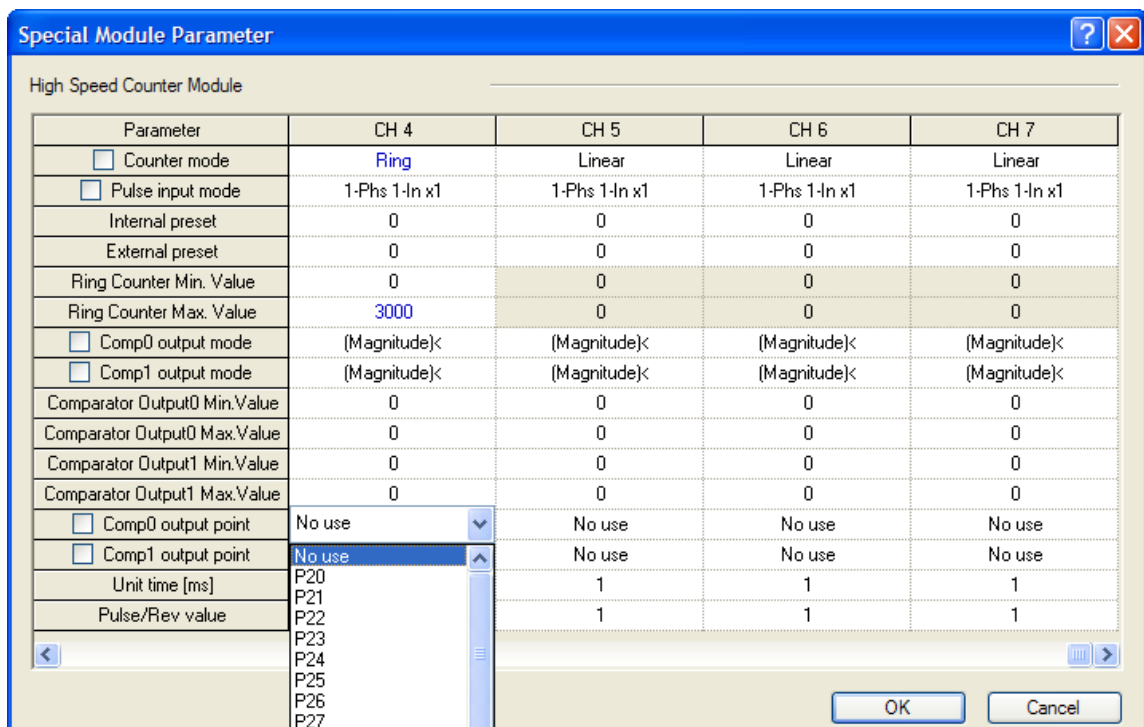 Special Module Parameter
High Speed Counter Module
Parameter CH 4 CH 5 CH 6 CH 7
Counter mode Ring Linear Linear Linear
Pulse input mode 1-Phs 1-In x1 1-Phs 1-In x1 1-Phs 1-In x1 1-Phs 1-In x1
Internal preset 0 0 0 0
External preset 0 0 0 0
Ring Counter Min. Value 0 0 0 0
Ring Counter Max. Value 3000 0 0 0
Comp0 output mode (Magnitude)< (Magnitude)< (Magnitude)< (Magnitude)<
Comp1 output mode (Magnitude)< (Magnitude)< (Magnitude)< (Magnitude)<
Comparator Output0 Min.Value 0 0 0 0
Comparator Output0 Max.Value 0 0 0 0
Comparator Output1 Min.Value 0 0 0 0
Comparator Output1 Max.Value 0 0 0 0
Comp0 output point No use No use No use No use
Comp1 output point No use No use No use No use
Unit time [ms] 1 1 1
Pulse/Rev value 1 1 1
P20
P21
P22
P23
P24
P25
P26
P27
OK Cancel